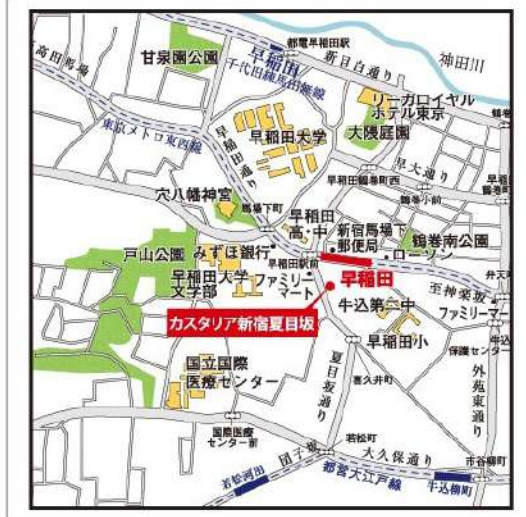 都電早稲田駅
甘泉園公園
早稲田
新目白通り
神田川
至高田馬場
リーガロイヤル
ホテル東京
東京メトロ東西線
早稲田通り
早稲田大学
大隈庭園
早大通り
早稲田鶴巻町西
鶴巻小前
穴八幡神宮
馬場下町
早稲田
高・中
新宿馬場下
郵便局
鶴巻南公園
ローソン
戸山公園
みずほ銀行
早稲田駅前
早稲田
早稲田大学
文学部
ファミリー
マート
至神楽坂
弁天町
ファミリーマー
カスタリア新宿夏目坂
牛込第二中
早稲田小
保護センター
牛込
国立国際
医療センター
夏目坂通り
喜久井町
外苑東通り
国際医療
センター前
若松町
団子坂
大久保通り
市谷柳町
若松河田
都営大江戸線
牛込柳町